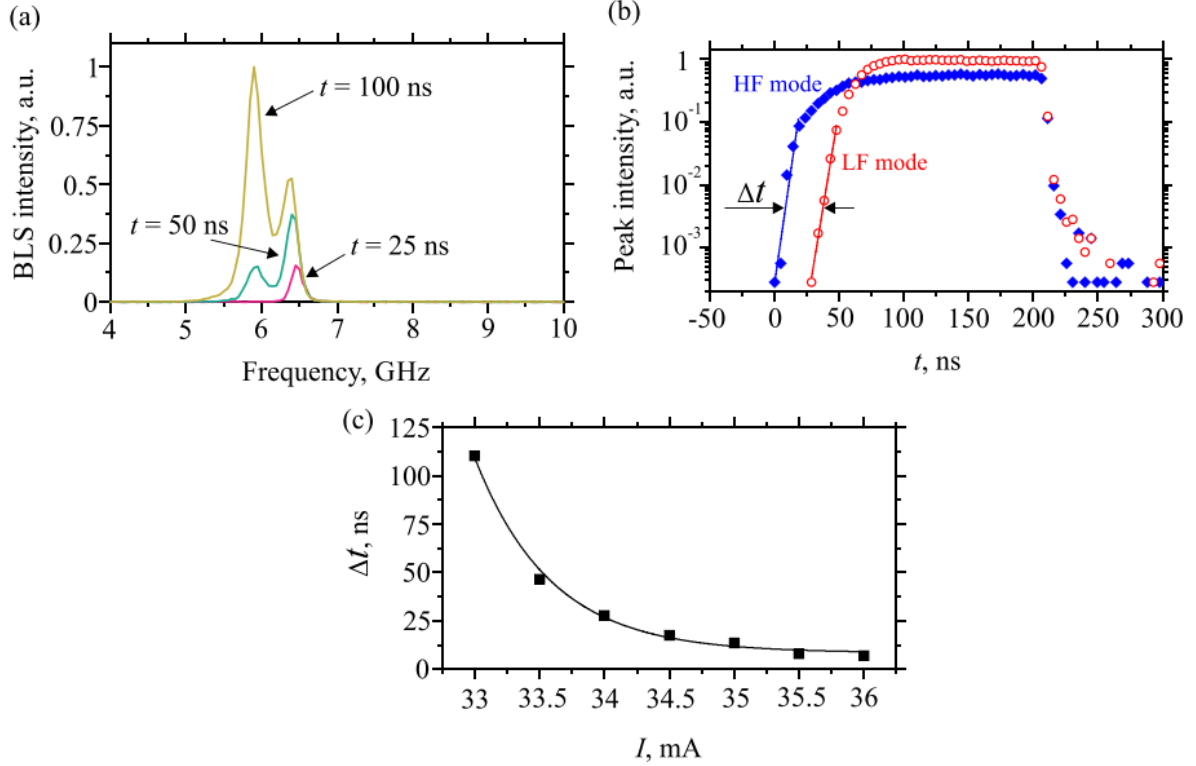 (a)
BLS intensity, a.u.
1
0.75
0.5
0.25
0
t = 100 ns
t = 50 ns
t = 25 ns
4 5 6 7 8 9 10
Frequency, GHz
(b)
Peak intensity, a.u.
1
10⁻¹
10⁻²
10⁻³
HF mode
LF mode
Δt
-50 0 50 100 150 200 250 300
t, ns
(c)
Δt, ns
125
100
75
50
25
0
33 33.5 34 34.5 35 35.5 36
I, mA